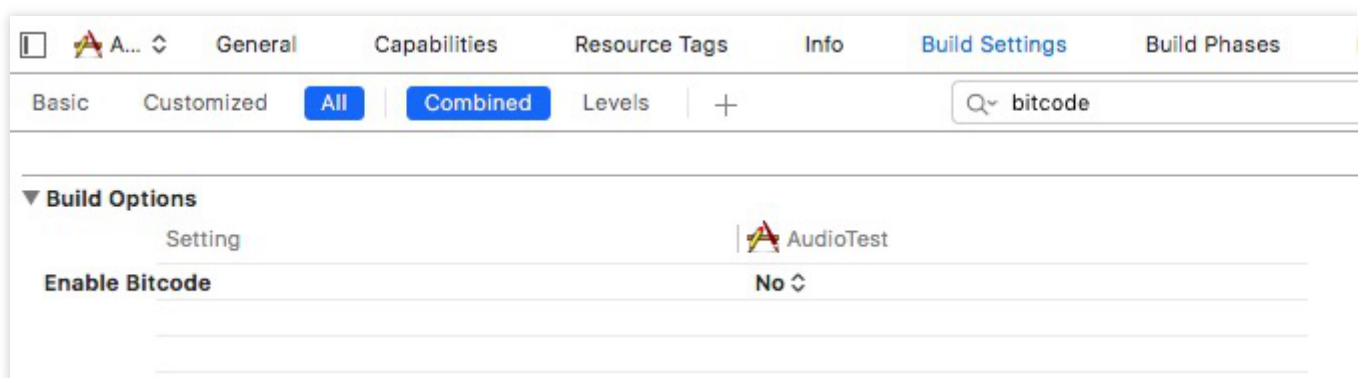 A... General Capabilities Resource Tags Info Build Settings Build Phases
Basic Customized All Combined Levels + bitcode
Build Options
Setting AudioTest
Enable Bitcode No